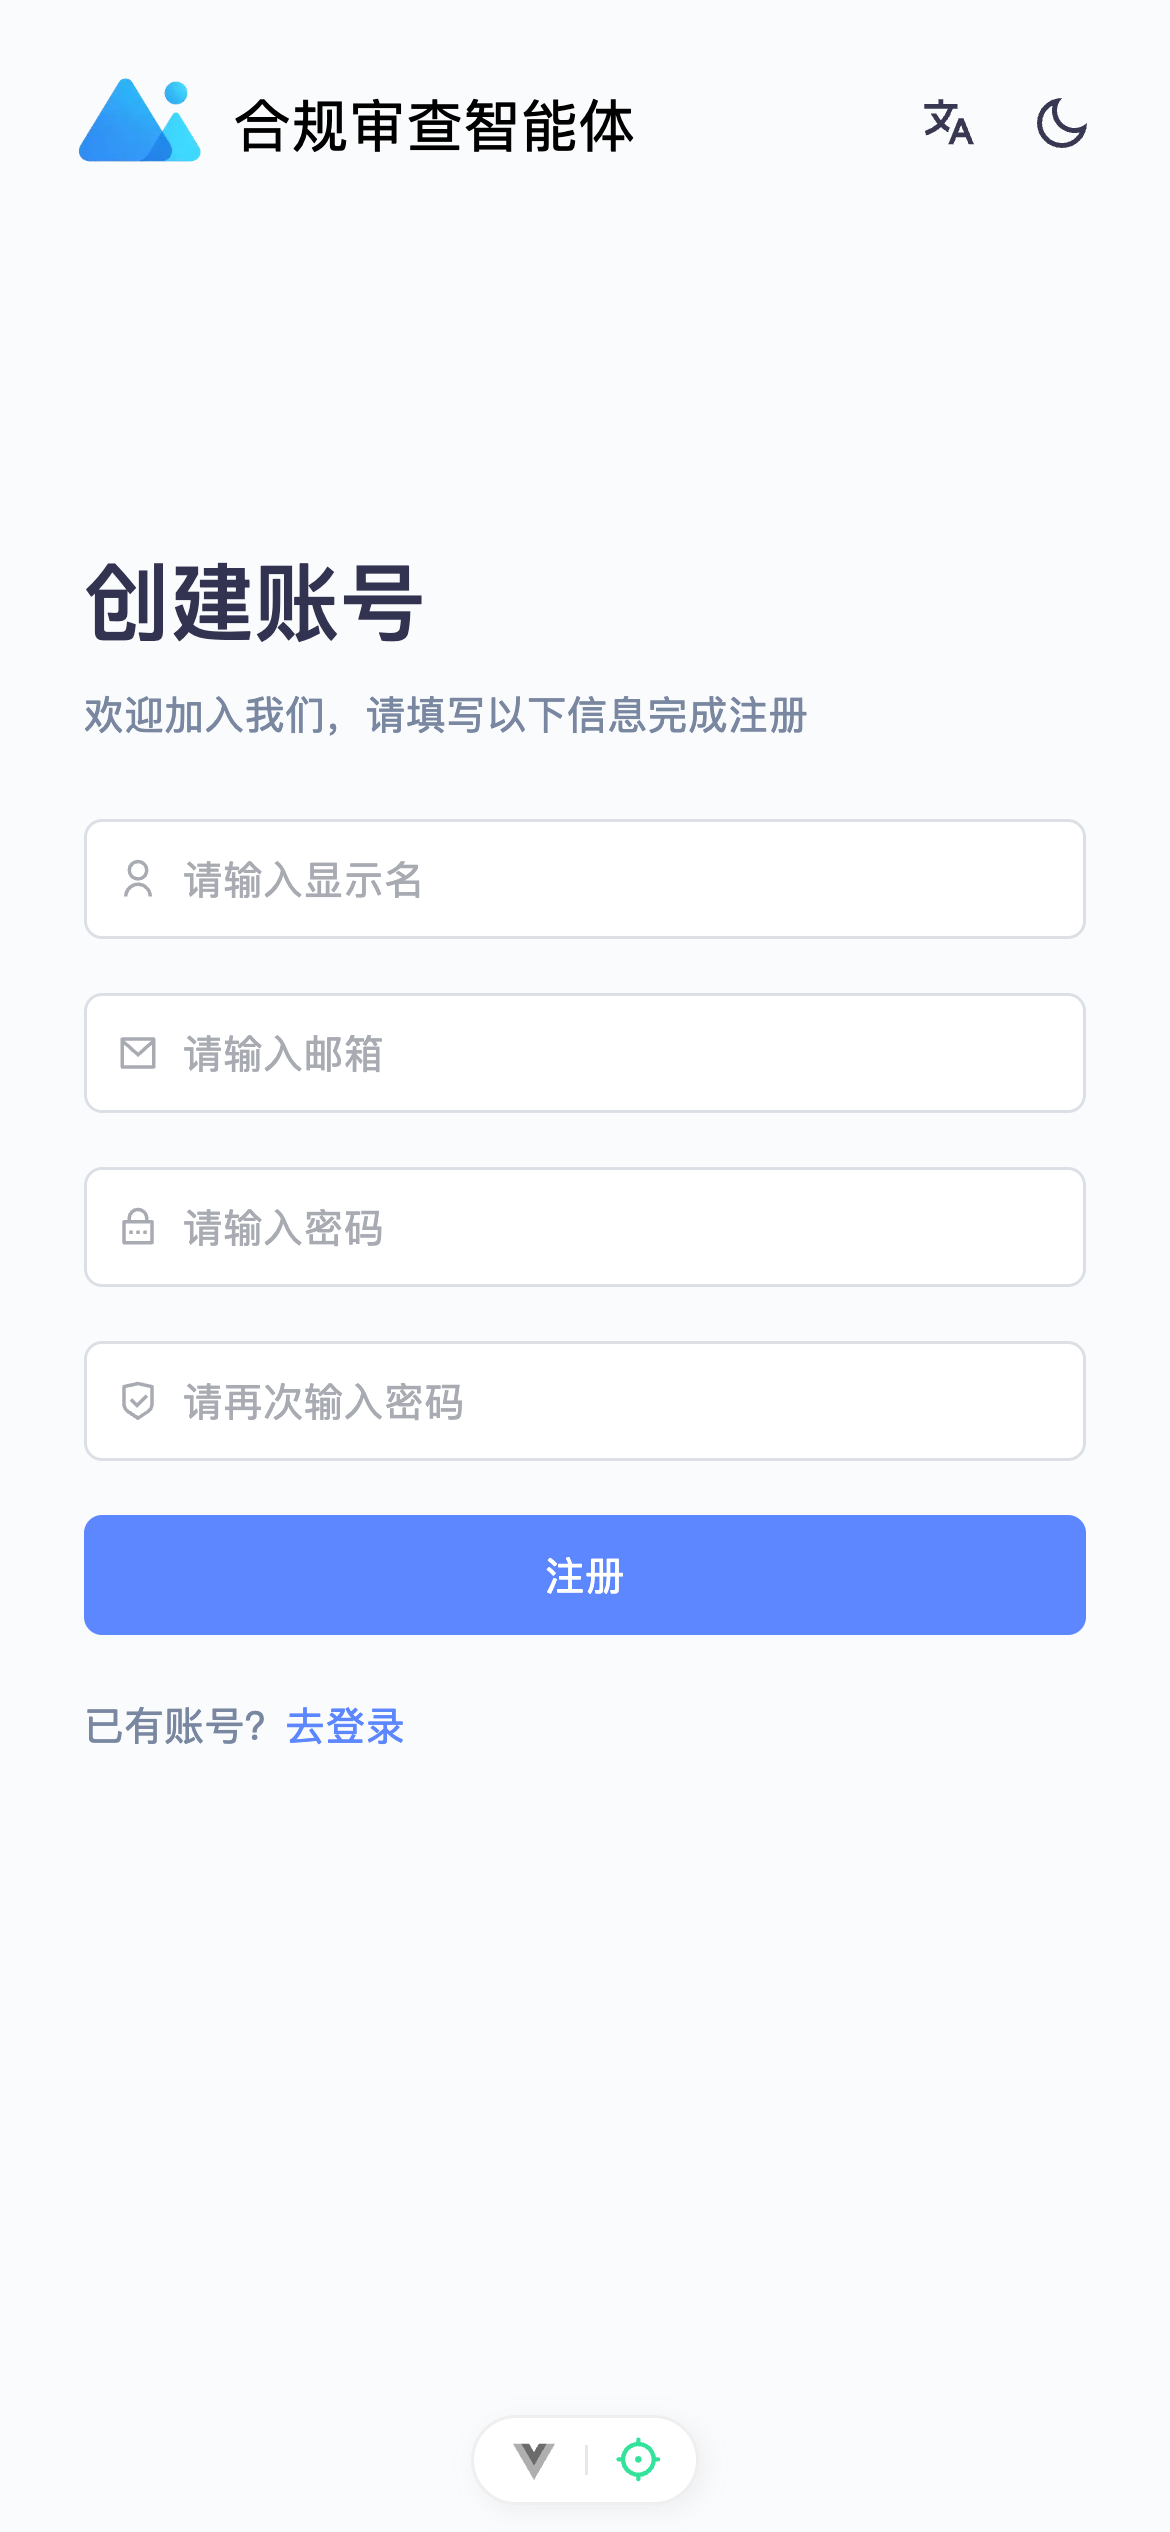 合规审查智能体
创建账号
欢迎加入我们，请填写以下信息完成注册
请输入显示名
请输入邮箱
请输入密码
请再次输入密码
注册
已有账号？去登录